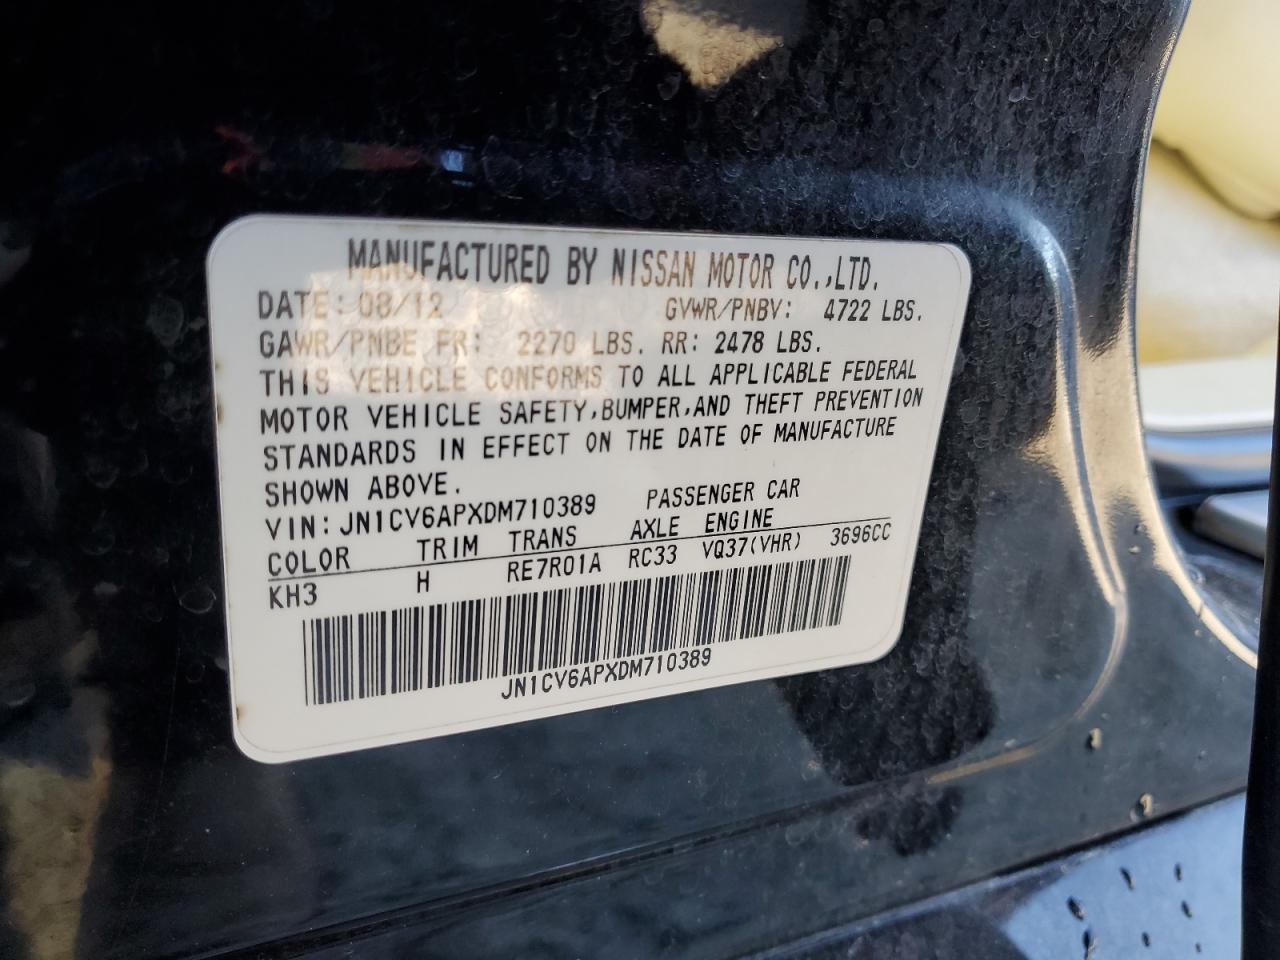 MANUFACTURED BY NISSAN MOTOR CO.,LTD.
DATE: 08/12 GVWR/PNBV: 4722 LBS.
GAWR/PNBE FR: 2270 LBS. RR: 2478 LBS.
THIS VEHICLE CONFORMS TO ALL APPLICABLE FEDERAL
MOTOR VEHICLE SAFETY,BUMPER,AND THEFT PREVENTION
STANDARDS IN EFFECT ON THE DATE OF MANUFACTURE
SHOWN ABOVE.
VIN: JN1CV6APXDM710389 PASSENGER CAR
COLOR TRIM TRANS AXLE ENGINE
KH3 H RE7R01A RC33 VQ37(VHR) 3696CC
JN1CV6APXDM710389